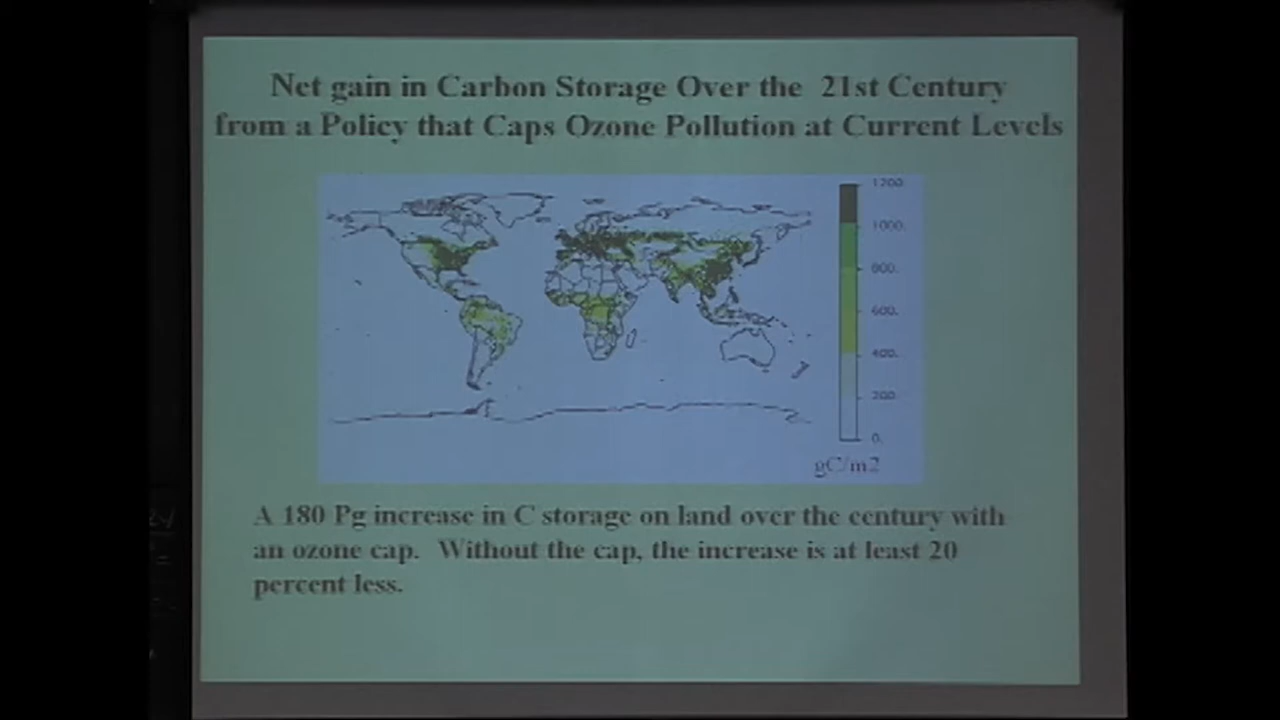 Net gain in Carbon Storage Over the 21st Century
from a Policy that Caps Ozone Pollution at Current Levels
1200.
1000.
800.
600.
400.
200.
0.
gC/m2
A 180 Pg increase in C storage on land over the century with
an ozone cap. Without the cap, the increase is at least 20
percent less.